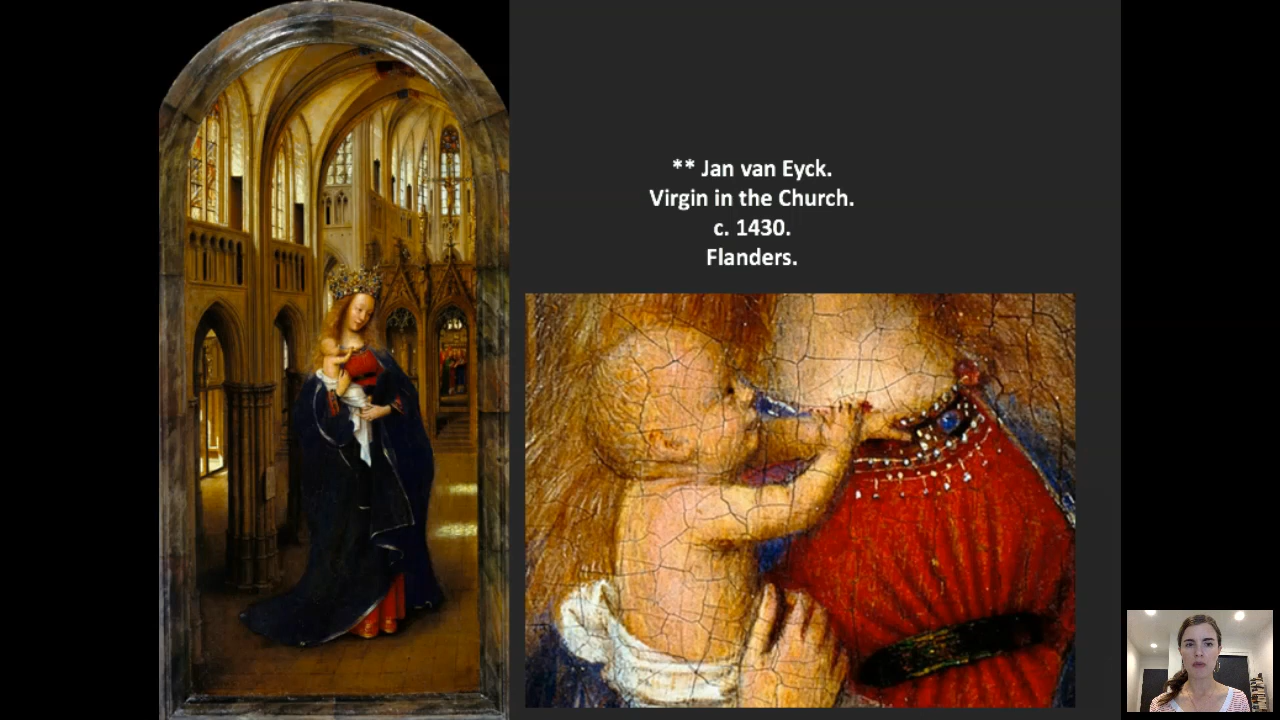 ** Jan van Eyck.
Virgin in the Church.
c. 1430.
Flanders.